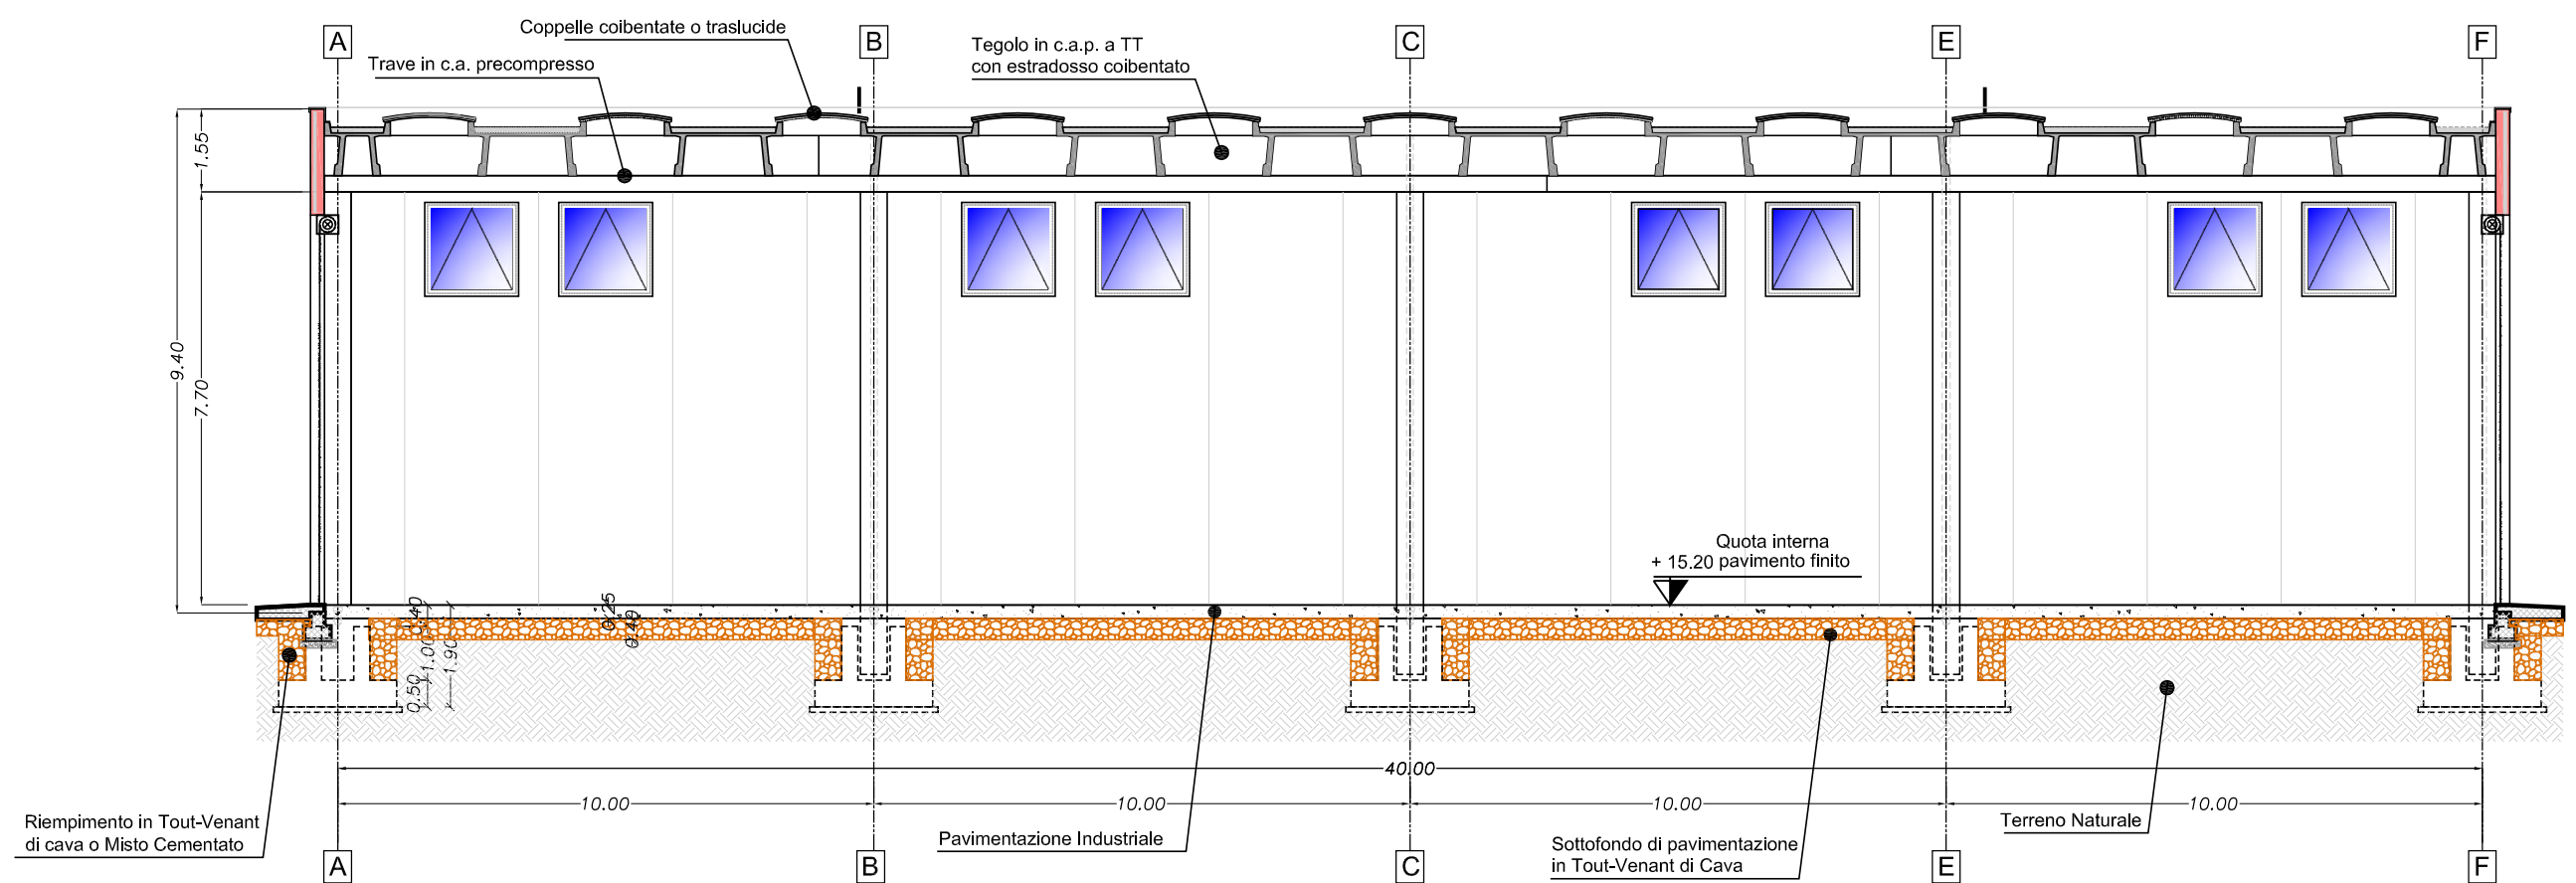 A
B
C
E
F
Coppelle coibentate o traslucide
Trave in c.a. precompresso
Tegolo in c.a.p. a TT
con estradosso coibentato
1.55
9.40
7.70
Quota interna
+ 15.20 pavimento finito
0.40
1.00
0.50
1.90
0.25
0.40
40.00
10.00
10.00
10.00
10.00
Riempimento in Tout-Venant
di cava o Misto Cementato
Pavimentazione Industriale
Sottofondo di pavimentazione
in Tout-Venant di Cava
Terreno Naturale
A
B
C
E
F